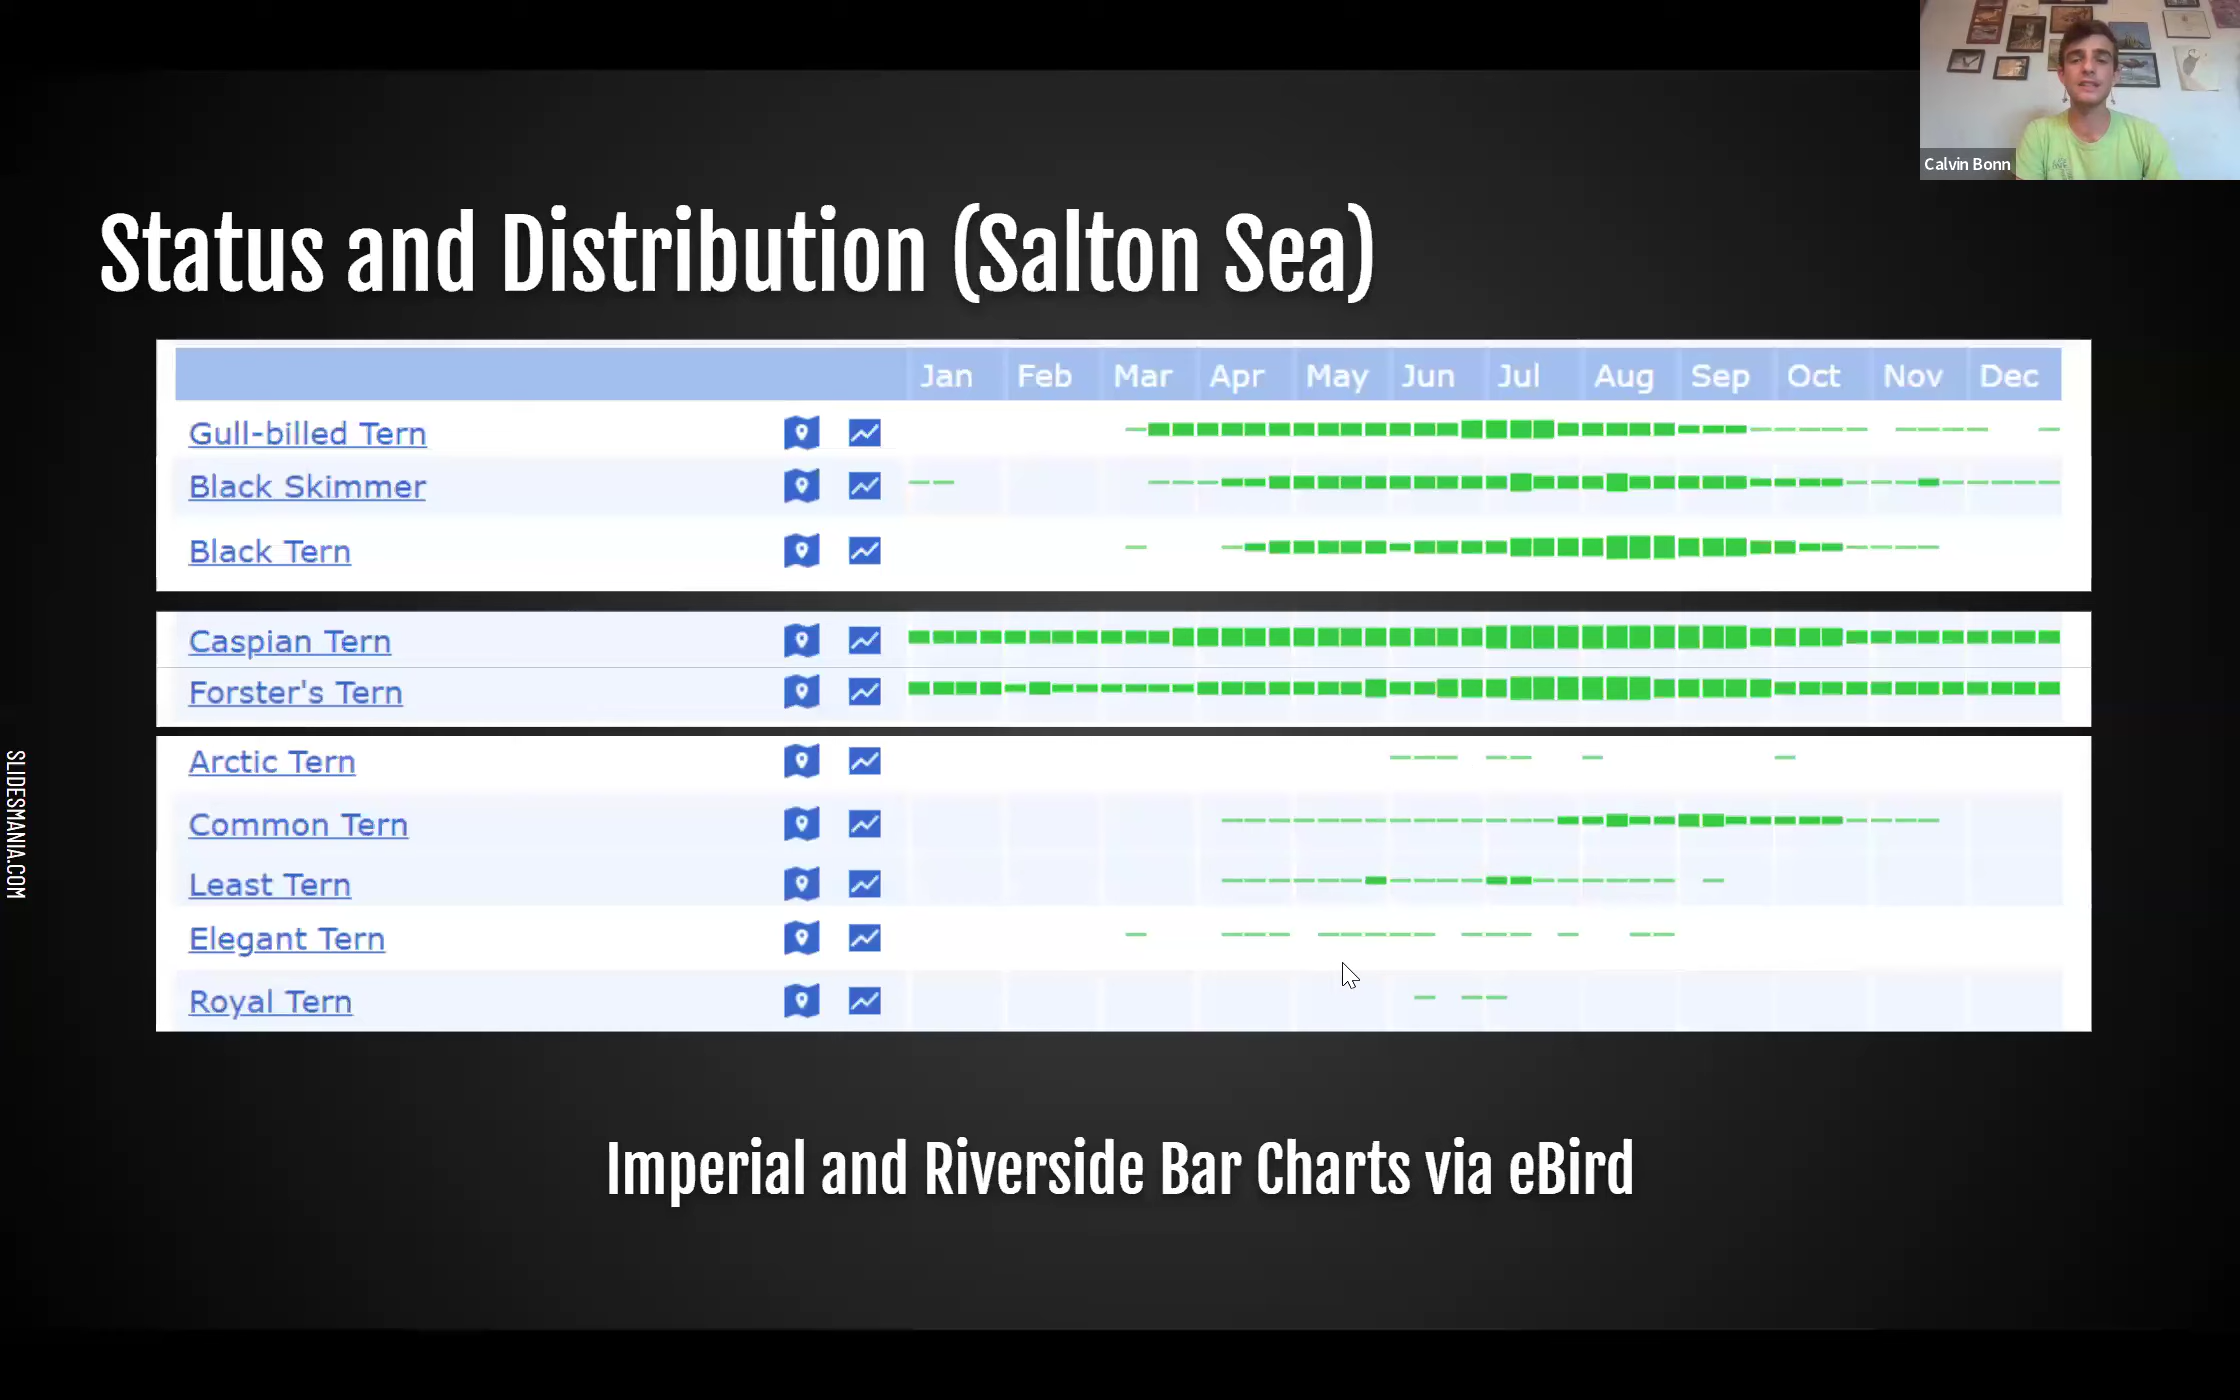 Calvin Bonn
Status and Distribution (Salton Sea)
Jan Feb Mar Apr May Jun Jul Aug Sep Oct Nov Dec
Gull-billed Tern
Black Skimmer
Black Tern
Caspian Tern
Forster's Tern
Arctic Tern
Common Tern
Least Tern
Elegant Tern
Royal Tern
Imperial and Riverside Bar Charts via eBird
SLIDESMANIA.COM